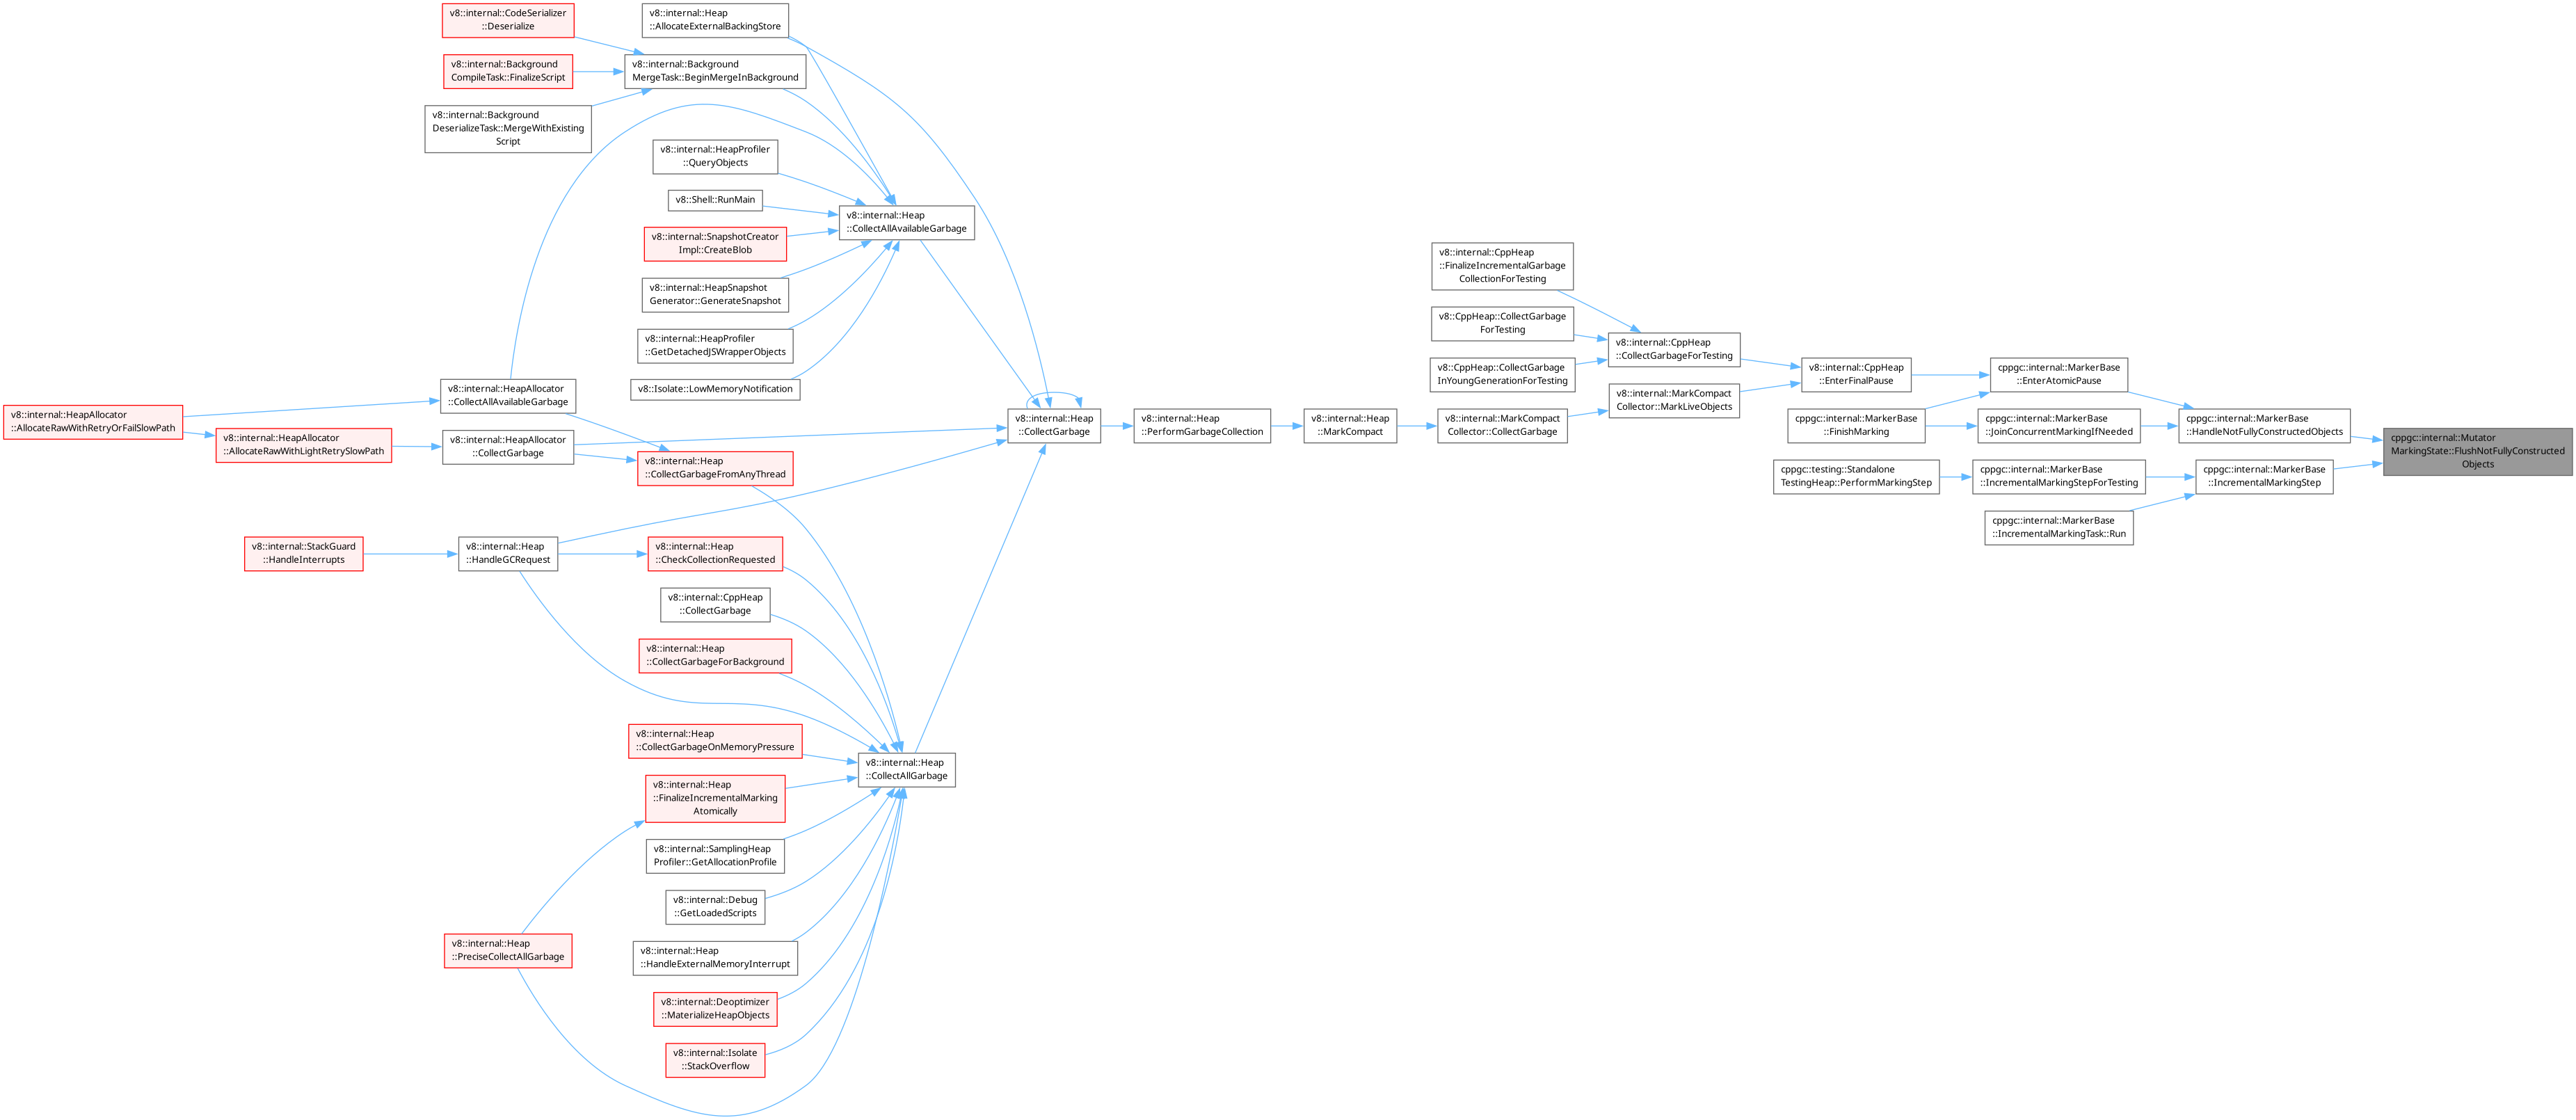 v8::internal::CodeSerializer
::Deserialize
v8::internal::Heap
::AllocateExternalBackingStore
v8::internal::Background
CompileTask::FinalizeScript
v8::internal::Background
MergeTask::BeginMergeInBackground
v8::internal::Background
DeserializeTask::MergeWithExisting
Script
v8::internal::HeapProfiler
::QueryObjects
v8::Shell::RunMain
v8::internal::SnapshotCreator
Impl::CreateBlob
v8::internal::HeapSnapshot
Generator::GenerateSnapshot
v8::internal::HeapProfiler
::GetDetachedJSWrapperObjects
v8::Isolate::LowMemoryNotification
v8::internal::Heap
::CollectAllAvailableGarbage
v8::internal::HeapAllocator
::AllocateRawWithRetryOrFailSlowPath
v8::internal::HeapAllocator
::AllocateRawWithLightRetrySlowPath
v8::internal::HeapAllocator
::CollectAllAvailableGarbage
v8::internal::HeapAllocator
::CollectGarbage
v8::internal::Heap
::CollectGarbageFromAnyThread
v8::internal::StackGuard
::HandleInterrupts
v8::internal::Heap
::HandleGCRequest
v8::internal::Heap
::CheckCollectionRequested
v8::internal::CppHeap
::CollectGarbage
v8::internal::Heap
::CollectGarbageForBackground
v8::internal::Heap
::CollectGarbageOnMemoryPressure
v8::internal::Heap
::FinalizeIncrementalMarking
Atomically
v8::internal::SamplingHeap
Profiler::GetAllocationProfile
v8::internal::Debug
::GetLoadedScripts
v8::internal::Heap
::PreciseCollectAllGarbage
v8::internal::Heap
::HandleExternalMemoryInterrupt
v8::internal::Deoptimizer
::MaterializeHeapObjects
v8::internal::Isolate
::StackOverflow
v8::internal::Heap
::CollectAllGarbage
v8::internal::Heap
::CollectGarbage
v8::internal::Heap
::PerformGarbageCollection
v8::internal::Heap
::MarkCompact
v8::internal::MarkCompact
Collector::CollectGarbage
v8::internal::CppHeap
::FinalizeIncrementalGarbage
CollectionForTesting
v8::CppHeap::CollectGarbage
ForTesting
v8::CppHeap::CollectGarbage
InYoungGenerationForTesting
v8::internal::CppHeap
::CollectGarbageForTesting
v8::internal::MarkCompact
Collector::MarkLiveObjects
v8::internal::CppHeap
::EnterFinalPause
cppgc::internal::MarkerBase
::FinishMarking
cppgc::testing::Standalone
TestingHeap::PerformMarkingStep
cppgc::internal::MarkerBase
::EnterAtomicPause
cppgc::internal::MarkerBase
::JoinConcurrentMarkingIfNeeded
cppgc::internal::MarkerBase
::IncrementalMarkingStepForTesting
cppgc::internal::MarkerBase
::IncrementalMarkingTask::Run
cppgc::internal::MarkerBase
::HandleNotFullyConstructedObjects
cppgc::internal::MarkerBase
::IncrementalMarkingStep
cppgc::internal::Mutator
MarkingState::FlushNotFullyConstructed
Objects